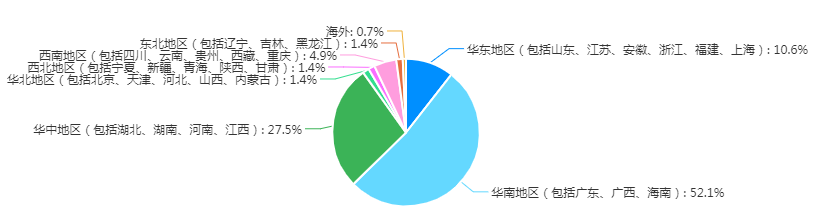 海外: 0.7%
东北地区（包括辽宁、吉林、黑龙江）: 1.4%
西南地区（包括四川、云南、贵州、西藏、重庆）: 4.9%
西北地区（包括宁夏、新疆、青海、陕西、甘肃）: 1.4%
华北地区（包括北京、天津、河北、山西、内蒙古）: 1.4%
华中地区（包括湖北、湖南、河南、江西）: 27.5%
华东地区（包括山东、江苏、安徽、浙江、福建、上海）: 10.6%
华南地区（包括广东、广西、海南）: 52.1%